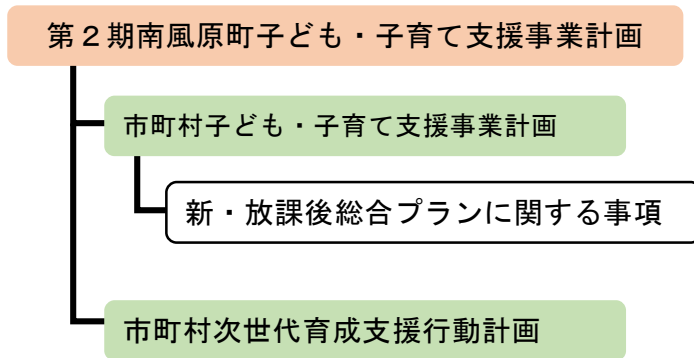 第２期南風原町子ども・子育て支援事業計画
市町村子ども・子育て支援事業計画
新・放課後総合プランに関する事項
市町村次世代育成支援行動計画